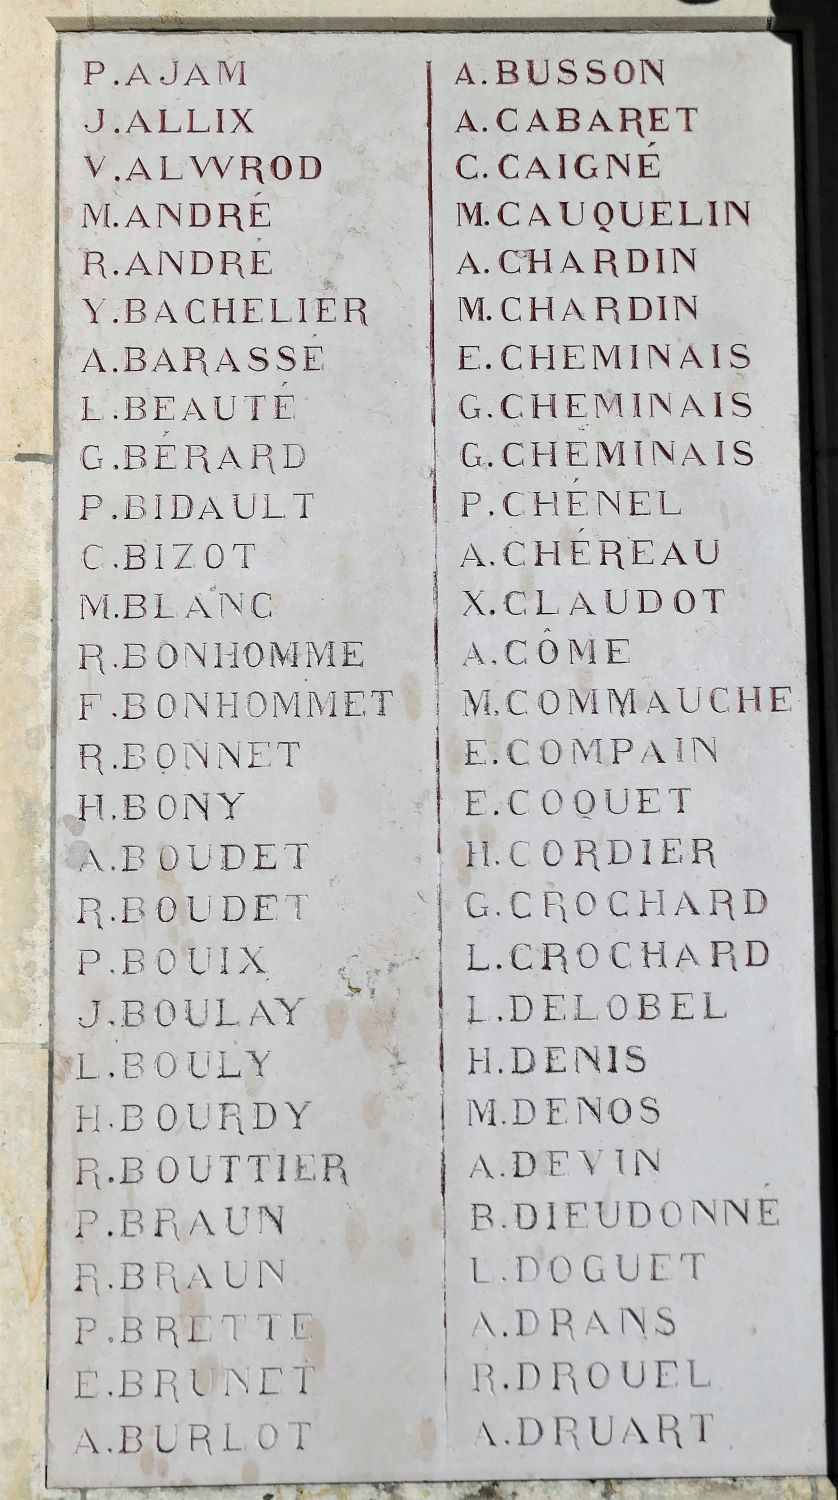 P.AJAM
J.ALLIX
V.ALWROD
M.ANDRÉ
R.ANDRÉ
Y.BACHELIER
A.BARASSÉ
L.BEAUTÉ
G.BÉRARD
P.BIDAULT
C.BIZOT
M.BLANC
R.BONHOMME
F.BONHOMMET
R.BONNET
H.BONY
A.BOUDET
R.BOUDET
P.BOUIX
J.BOULAY
L.BOULY
H.BOURDY
R.BOUTTIER
P.BRAUN
R.BRAUN
P.BRETTE
E.BRUNET
A.BURLOT
A.BUSSON
A.CABARET
C.CAIGNÉ
M.CAUQUELIN
A.CHARDIN
M.CHARDIN
E.CHEMINAIS
G.CHEMINAIS
G.CHEMINAIS
P.CHÉNEL
A.CHÉREAU
X.CLAUDOT
A.CÔME
M.COMMAUCHE
E.COMPAIN
E.COQUET
H.CORDIER
G.CROCHARD
L.CROCHARD
L.DELOBEL
H.DENIS
M.DENOS
A.DEVIN
B.DIEUDONNÉ
L.DOGUET
A.DRANS
R.DROUEL
A.DRUART